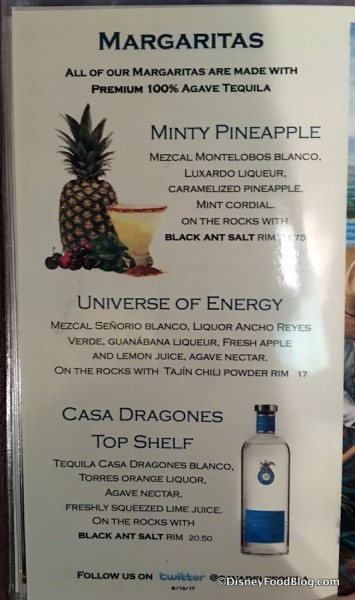 MARGARITAS
ALL OF OUR MARGARITAS ARE MADE WITH
PREMIUM 100% AGAVE TEQUILA
MINTY PINEAPPLE
MEZCAL MONTELOBOS BLANCO,
LUXARDO LIQUEUR,
CARAMELIZED PINEAPPLE,
MINT CORDIAL.
ON THE ROCKS WITH
BLACK ANT SALT RIM
UNIVERSE OF ENERGY
MEZCAL SEÑORIO BLANCO, LIQUOR ANCHO REYES
VERDE, GUANÁBANA LIQUEUR, FRESH APPLE
AND LEMON JUICE, AGAVE NECTAR.
ON THE ROCKS WITH TAJÍN CHILI POWDER RIM 17
CASA DRAGONES
TOP SHELF
TEQUILA CASA DRAGONES BLANCO,
TORRES ORANGE LIQUOR,
AGAVE NECTAR,
FRESHLY SQUEEZED LIME JUICE.
ON THE ROCKS WITH
BLACK ANT SALT RIM 20.50
FOLLOW US ON twitter
8/13/17
©DisneyFoodBlog.com